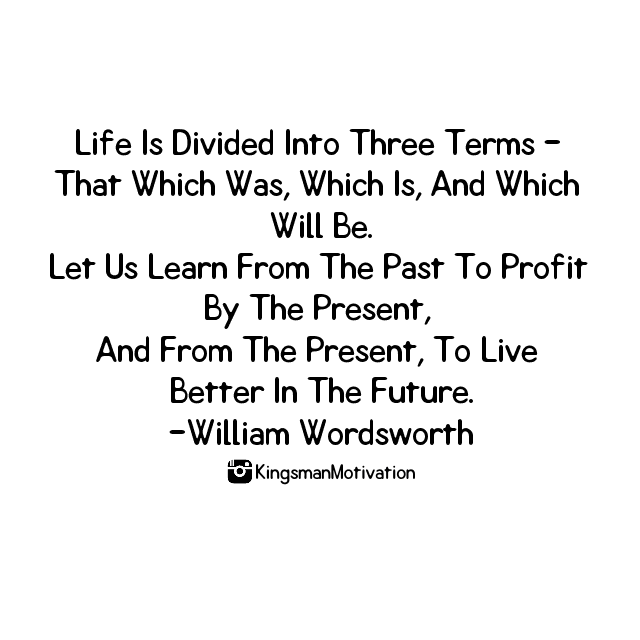 Life Is Divided Into Three Terms -
That Which Was, Which Is, And Which
Will Be.
Let Us Learn From The Past To Profit
By The Present,
And From The Present, To Live
Better In The Future.
-William Wordsworth
KingsmanMotivation